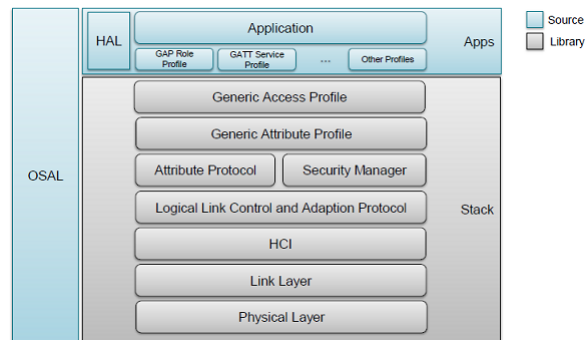 OSAL
HAL
Application
Apps
GAP Role
Profile
GATT Service
Profile
...
Other Profiles
Generic Access Profile
Generic Attribute Profile
Attribute Protocol
Security Manager
Logical Link Control and Adaption Protocol
Stack
HCI
Link Layer
Physical Layer
Source
Library